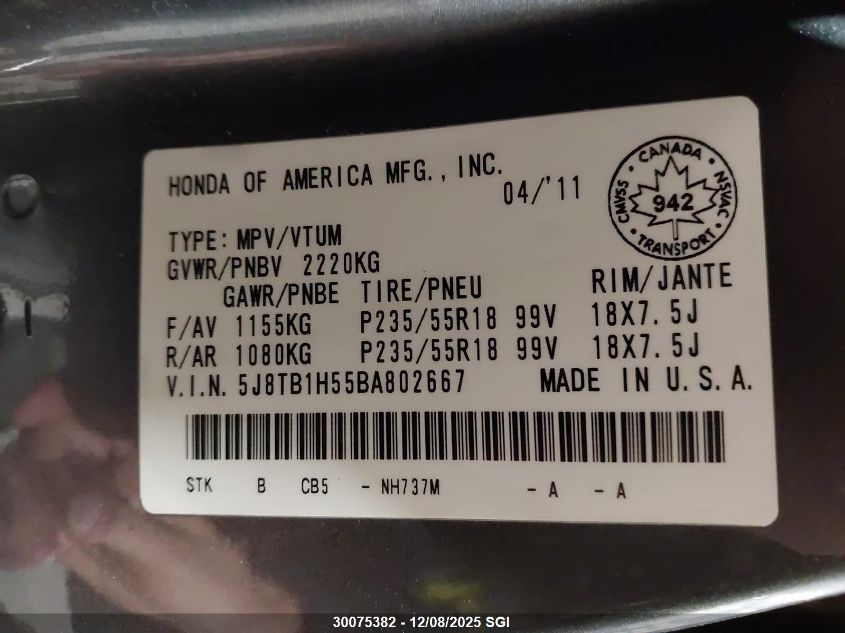 HONDA OF AMERICA MFG., INC.
04/'11
CANADA
CMVSS 942 NSVAC
TRANSPORT
TYPE: MPV/VTUM
GVWR/PNBV 2220KG
GAWR/PNBE TIRE/PNEU RIM/JANTE
F/AV 1155KG P235/55R18 99V 18X7.5J
R/AR 1080KG P235/55R18 99V 18X7.5J
V.I.N. 5J8TB1H55BA802667 MADE IN U.S.A.
STK B CB5 - NH737M - A - A
30075382 - 12/08/2025 SGI